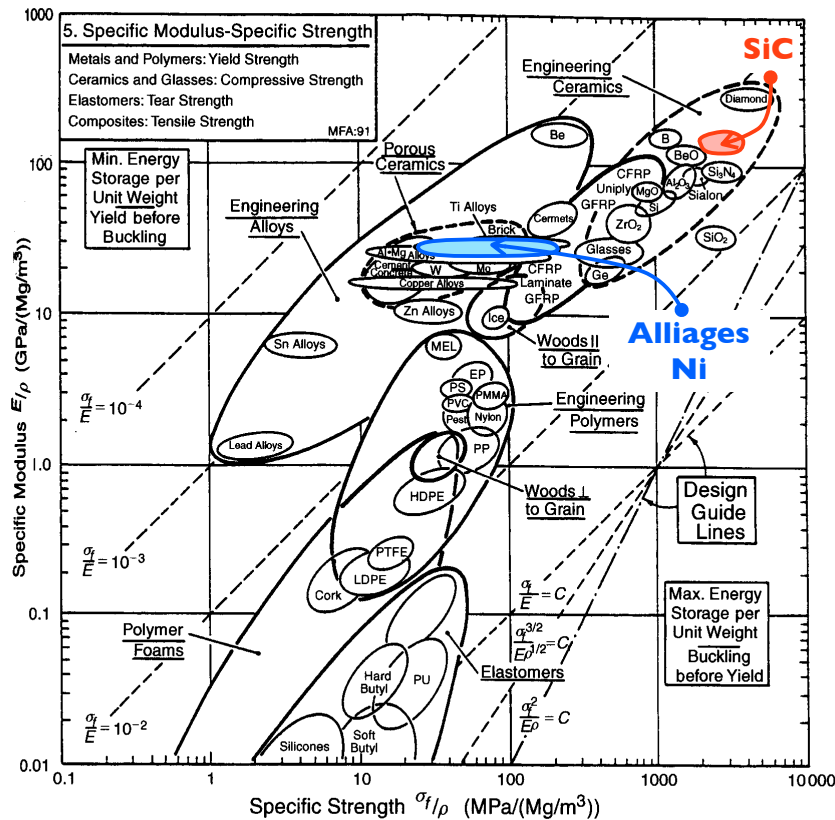 5. Specific Modulus-Specific Strength
Metals and Polymers: Yield Strength
Ceramics and Glasses: Compressive Strength
Elastomers: Tear Strength
Composites: Tensile Strength
MFA:91
SiC
Engineering
Ceramics
Diamond
B
BeO
Si₃N₄
Al₂O₃
Sialon
SiO₂
Min. Energy
Storage per
Unit Weight
Yield before
Buckling
Porous
Ceramics
Be
CFRP
Uniply
GFRP
MgO
Si
ZrO₂
Glasses
Ge
Cermets
Engineering
Alloys
Ti Alloys
Brick
Al·Mg Alloys
Cement
Concrete
W
Mo
Copper Alloys
CFRP
Laminate
GFRP
Zn Alloys
Ice
Woods II
to Grain
Alliages
Ni
Sn Alloys
Lead Alloys
MEL
EP
PS
PMMA
PVC
Pest
Nylon
PP
Engineering
Polymers
HDPE
Woods ⊥
to Grain
PTFE
LDPE
Cork
Design
Guide
Lines
Polymer
Foams
Elastomers
Hard
Butyl
PU
Silicones
Soft
Butyl
Max. Energy
Storage per
Unit Weight
Buckling
before Yield
σf/E = 10⁻⁴
σf/E = 10⁻³
σf/E = 10⁻²
σf/E = C
σf^3/2/Eρ^1/2 = C
σf²/Eρ = C
Specific Modulus E/ρ (GPa/(Mg/m³))
1000
100
10
1.0
0.1
0.01
0.1
1
10
100
1000
10000
Specific Strength σf/ρ (MPa/(Mg/m³))